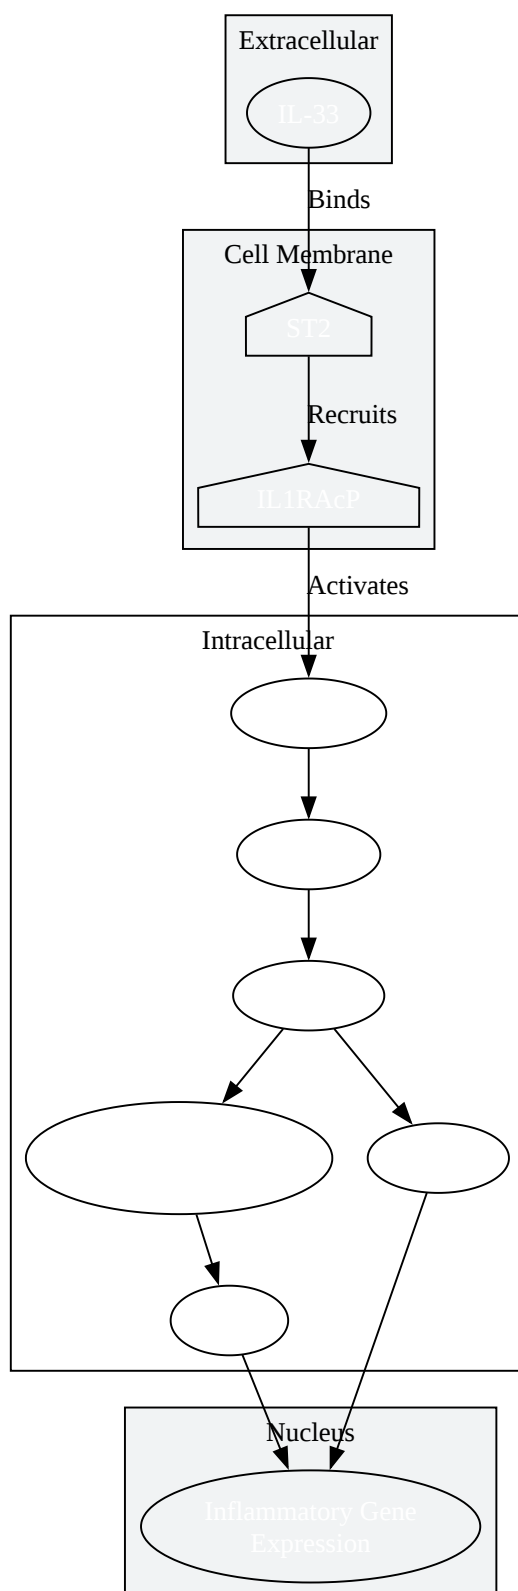 Extracellular
IL-33
Binds
Cell Membrane
ST2
Recruits
IL1RAcP
Activates
Intracellular
Nucleus
Inflammatory Gene
Expression